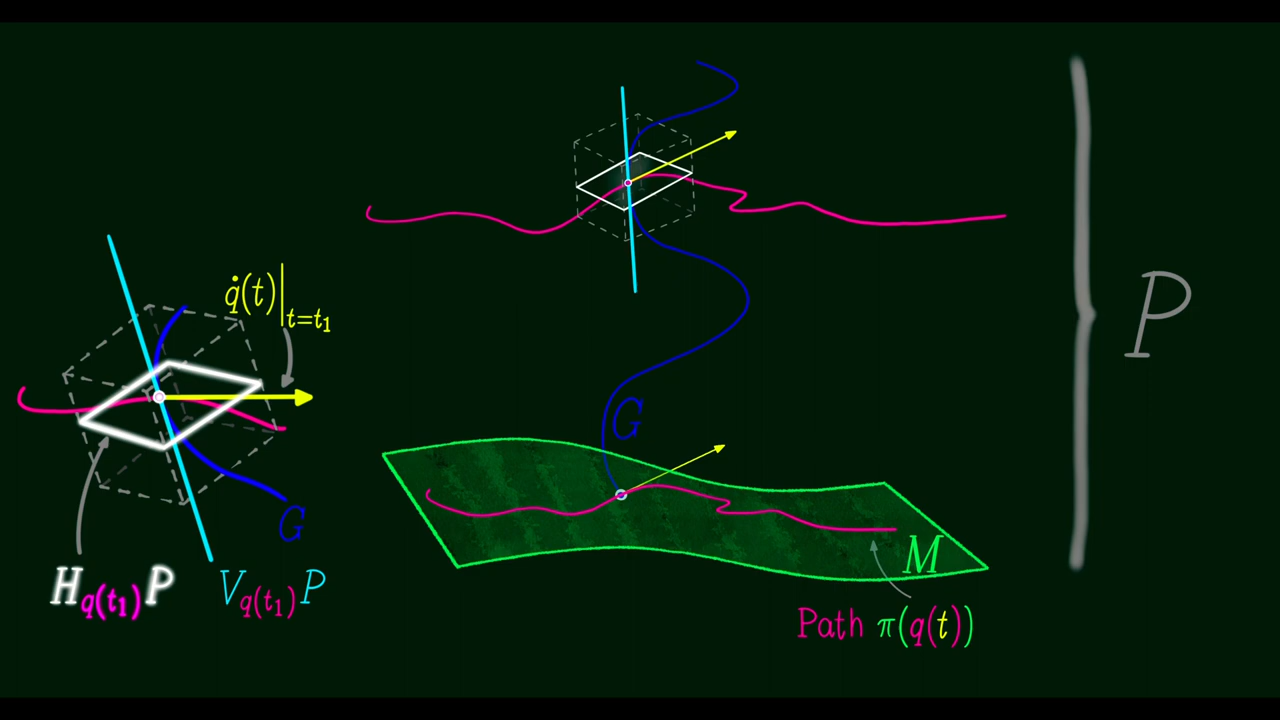 q̇(t)|ₜ₌ₜ₁
G
H_q(t₁)P
V_q(t₁)P
G
M
Path π(q(t))
P